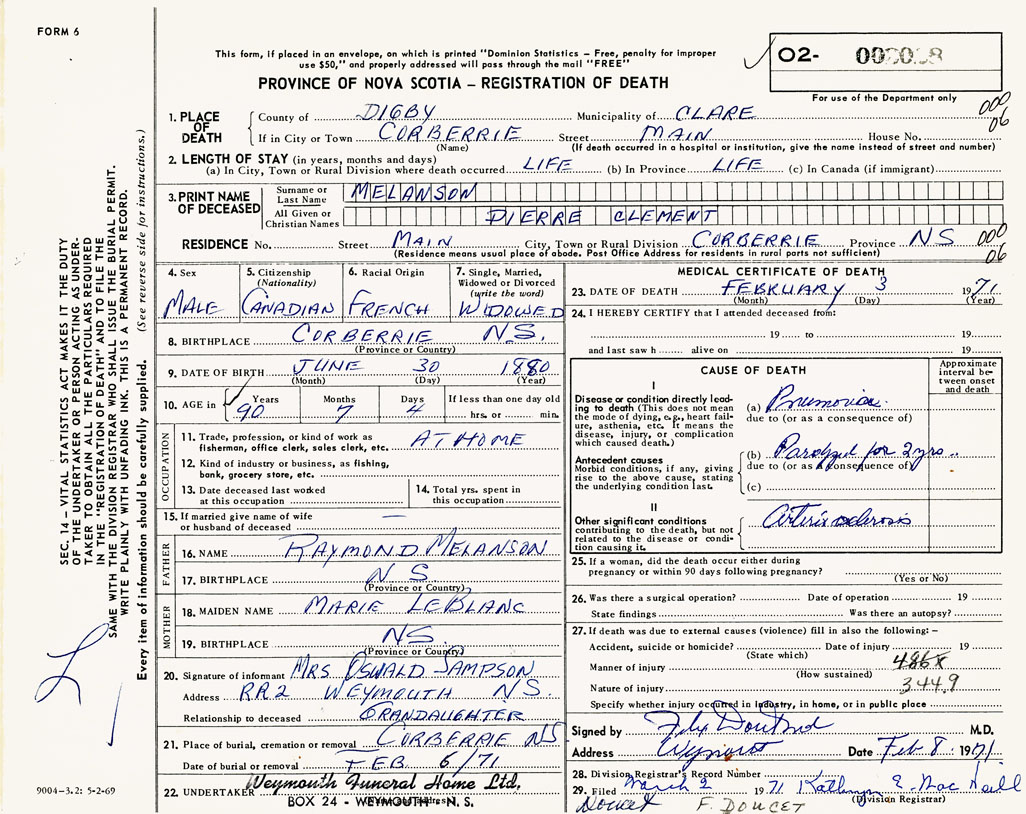 FORM 6
This form, if placed in an envelope, on which is printed "Dominion Statistics – Free, penalty for improper
use $50," and properly addressed will pass through the mail "FREE"
PROVINCE OF NOVA SCOTIA – REGISTRATION OF DEATH
02-
For use of the Department only
000
06
1. PLACE OF DEATH
County of DIGBY Municipality of CLARE
If in City or Town CORBERRIE Street MAIN House No.
(Name) (If death occurred in a hospital or institution, give the name instead of street and number)
2. LENGTH OF STAY (in years, months and days)
(a) In City, Town or Rural Division where death occurred LIFE (b) In Province LIFE (c) In Canada (if immigrant)
3. PRINT NAME OF DECEASED
Surname or Last Name MELANSON
All Given or Christian Names PIERRE CLEMENT
RESIDENCE No. Street MAIN City, Town or Rural Division CORBERRIE Province NS
(Residence means usual place of abode. Post Office Address for residents in rural parts not sufficient)
000
06
4. Sex
MALE
5. Citizenship
(Nationality)
CANADIAN
6. Racial Origin
FRENCH
7. Single, Married,
Widowed or Divorced
(write the word)
WIDOWED
8. BIRTHPLACE CORBERRIE N.S.
(Province or Country)
9. DATE OF BIRTH JUNE 30 1880
(Month) (Day) (Year)
10. AGE in Years Months Days If less than one day old
90 7 4 hrs. or min.
OCCUPATION
11. Trade, profession, or kind of work as
fisherman, office clerk, sales clerk, etc. AT HOME
12. Kind of industry or business, as fishing,
bank, grocery store, etc.
13. Date deceased last worked
at this occupation
14. Total yrs. spent in
this occupation
15. If married give name of wife
or husband of deceased —
FATHER
16. NAME RAYMOND MELANSON
17. BIRTHPLACE N S.
(Province or Country)
MOTHER
18. MAIDEN NAME MARIE LEBLANC
19. BIRTHPLACE NS.
(Province or Country)
20. Signature of informant MRS OSWALD SAMPSON
Address RR2 WEYMOUTH N S.
Relationship to deceased GRANDAUGHTER
21. Place of burial, cremation or removal CORBERRIE NS
Date of burial or removal FEB 6/71
22. UNDERTAKER Weymouth Funeral Home Ltd.
BOX 24 - WEYMOUTH - N. S.
MEDICAL CERTIFICATE OF DEATH
23. DATE OF DEATH FEBRUARY 3 1971
(Month) (Day) (Year)
24. I HEREBY CERTIFY that I attended deceased from:
19 to 19
and last saw h alive on 19
CAUSE OF DEATH
Approximate
interval be-
tween onset
and death
I
Disease or condition directly lead-
ing to death (This does not mean
the mode of dying, e.g., heart fail-
ure, asthenia, etc. It means the
disease, injury, or complication
which caused death.)
(a)
due to (or as a consequence of)
Antecedent causes
Morbid conditions, if any, giving
rise to the above cause, stating
the underlying condition last.
(b) Paralyzed for 2 yrs
due to (or as a consequence of)
(c)
II
Other significant conditions
contributing to the death, but not
related to the disease or condi-
tion causing it.
25. If a woman, did the death occur either during
pregnancy or within 90 days following pregnancy?
(Yes or No)
26. Was there a surgical operation? Date of operation 19
State findings Was there an autopsy?
27. If death was due to external causes (violence) fill in also the following: –
Accident, suicide or homicide? Date of injury 19
(State which)
486X
Manner of injury
(How sustained)
344.9
Nature of injury
Specify whether injury occurred in industry, in home, or in public place
Signed by M.D.
Address Date Feb 8 1971
28. Division Registrar's Record Number
29. Filed March 2 1971
(Division Registrar)
Doucet F. DOUCET
SEC. 14 – VITAL STATISTICS ACT MAKES IT THE DUTY
OF THE UNDERTAKER OR PERSON ACTING AS UNDER-
TAKER TO OBTAIN ALL THE PARTICULARS REQUIRED
IN THE "REGISTRATION OF DEATH" AND TO FILE THE
SAME WITH THE DIVISION REGISTRAR WHO SHALL ISSUE THE BURIAL PERMIT.
WRITE PLAINLY WITH UNFADING INK. THIS IS A PERMANENT RECORD.
Every item of information should be carefully supplied. (See reverse side for instructions.)
9004-3.2: 5-2-69